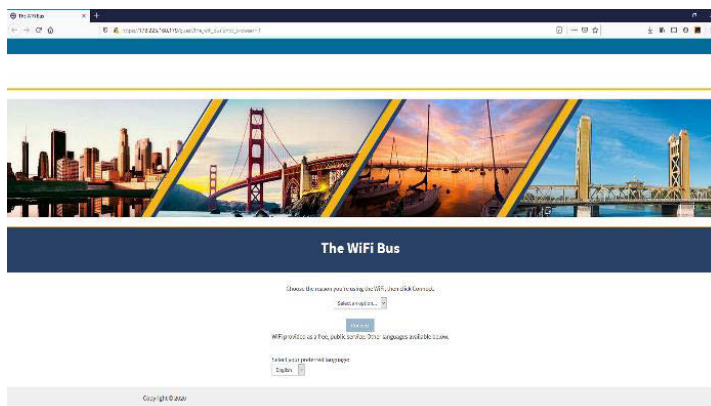 The WiFi Bus
The WiFi Bus
Choose the reason you're using the WiFi, then click Connect.
Select an option...
Connect
WiFi provided as a free, public service. Other languages available below.
Select your preferred language:
English
Copyright © 2020